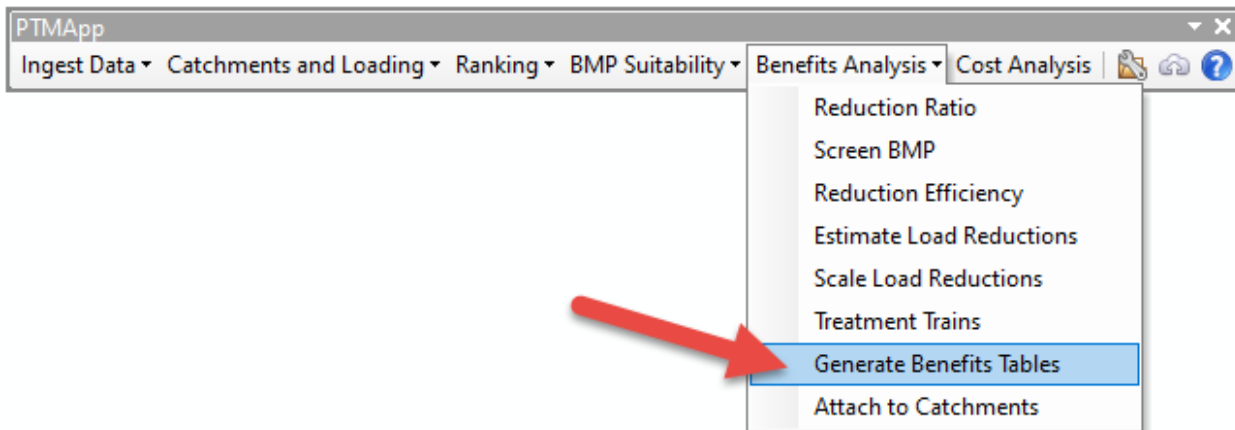 PTMApp
Ingest Data Catchments and Loading Ranking BMP Suitability Benefits Analysis Cost Analysis ?
Reduction Ratio
Screen BMP
Reduction Efficiency
Estimate Load Reductions
Scale Load Reductions
Treatment Trains
Generate Benefits Tables
Attach to Catchments